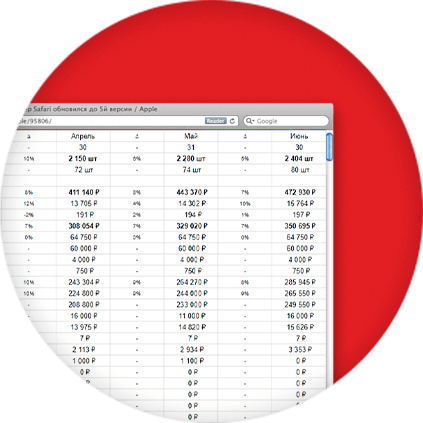 р Safari обновился до 5й версии / Apple
le/95806/ Reader Google
Δ Апрель Δ Май Δ Июнь
- 30 - 31 - 30
10% 2 150 шт 6% 2 280 шт 5% 2 404 шт
72 шт - 74 шт - 80 шт
8% 411 140 ₽ 8% 443 370 ₽ 7% 472 930 ₽
12% 13 705 ₽ 4% 14 302 ₽ 10% 15 764 ₽
-2% 191 ₽ 2% 194 ₽ 1% 197 ₽
7% 308 054 ₽ 7% 329 020 ₽ 7% 350 695 ₽
0% 64 750 ₽ 0% 64 750 ₽ 0% 64 750 ₽
- 60 000 ₽ - 60 000 ₽ - 60 000 ₽
- 4 000 ₽ - 4 000 ₽ - 4 000 ₽
- 750 ₽ - 750 ₽ - 750 ₽
10% 243 304 ₽ 9% 264 270 ₽ 8% 285 945 ₽
10% 224 800 ₽ 9% 244 000 ₽ 9% 265 550 ₽
- 208 800 ₽ - 233 000 ₽ - 249 550 ₽
- 16 000 ₽ - 11 000 ₽ - 16 000 ₽
- 13 975 ₽ - 14 820 ₽ - 15 626 ₽
7 ₽ - 7 ₽ - 7 ₽
2 113 ₽ - 2 934 ₽ - 3 353 ₽
1 000 ₽ - 1 100 ₽ - 0 ₽
0 ₽ - 0 ₽ - 0 ₽
0 ₽ - 0 ₽ - 0 ₽
0 ₽ - 0 ₽
0 ₽ - 0 ₽
0 ₽